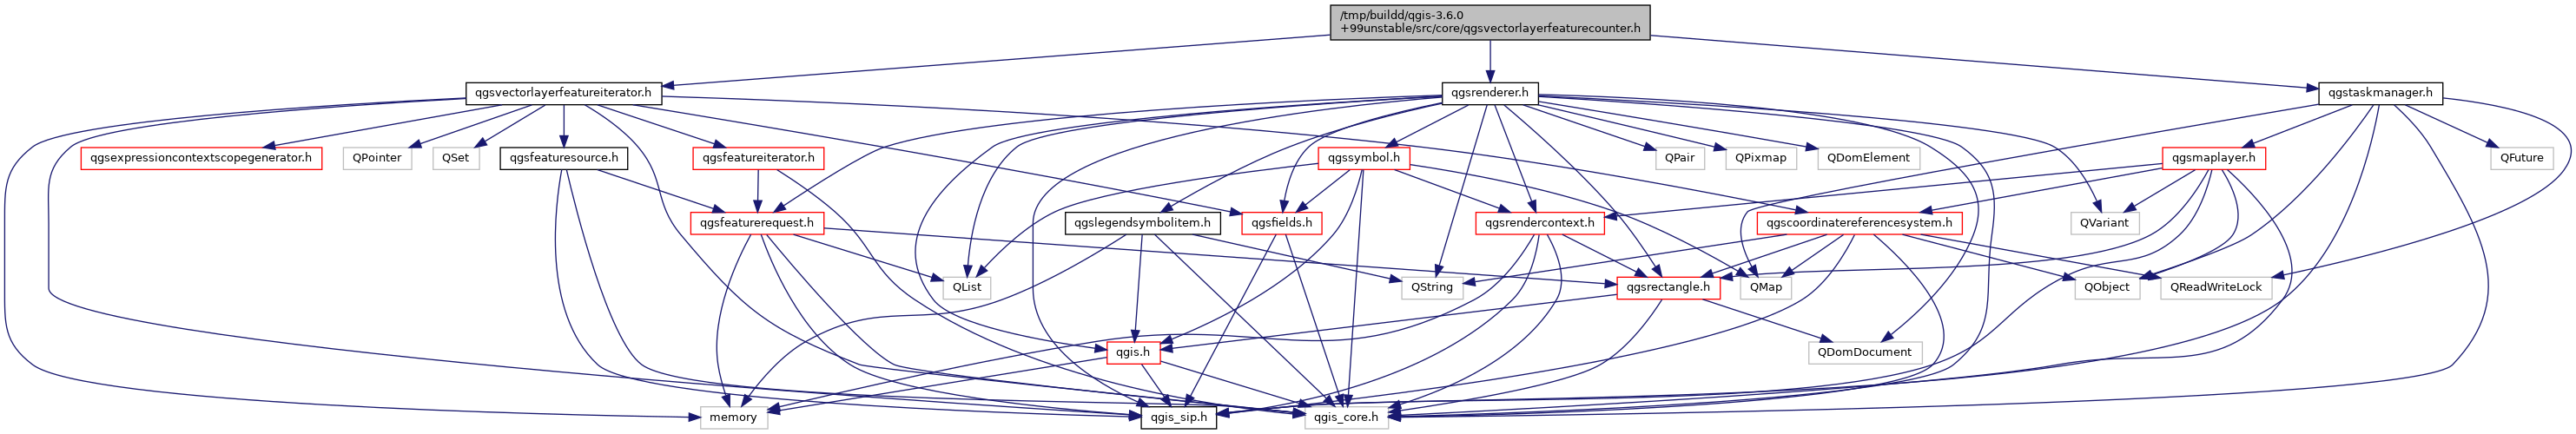 /tmp/buildd/qgis-3.6.0
+99unstable/src/core/qgsvectorlayerfeaturecounter.h
qgsvectorlayerfeatureiterator.h
qgsrenderer.h
qgstaskmanager.h
qgsexpressioncontextscopegenerator.h
QPointer
QSet
qgsfeaturesource.h
qgsfeatureiterator.h
qgssymbol.h
QPair
QPixmap
QDomElement
qgsmaplayer.h
QFuture
qgsfeaturerequest.h
qgslegendsymbolitem.h
qgsfields.h
qgsrendercontext.h
qgscoordinatereferencesystem.h
QVariant
QList
QString
qgsrectangle.h
QMap
QObject
QReadWriteLock
qgis.h
QDomDocument
memory
qgis_sip.h
qgis_core.h